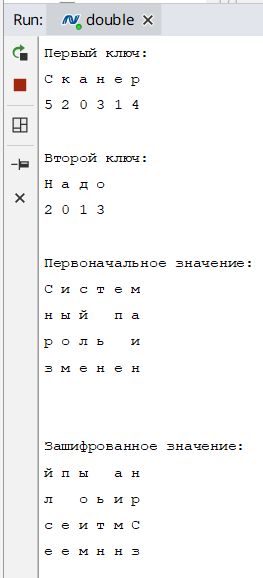 Run: double
Первый ключ:
С к а н е р
5 2 0 3 1 4
Второй ключ:
Н а д о
2 0 1 3
Первоначальное значение:
С и с т е м
н ы й   п а
р о л ь   и
з м е н е н
Зашифрованное значение:
й п ы   а н
л   о ь и р
с е и т м С
е е м н н з